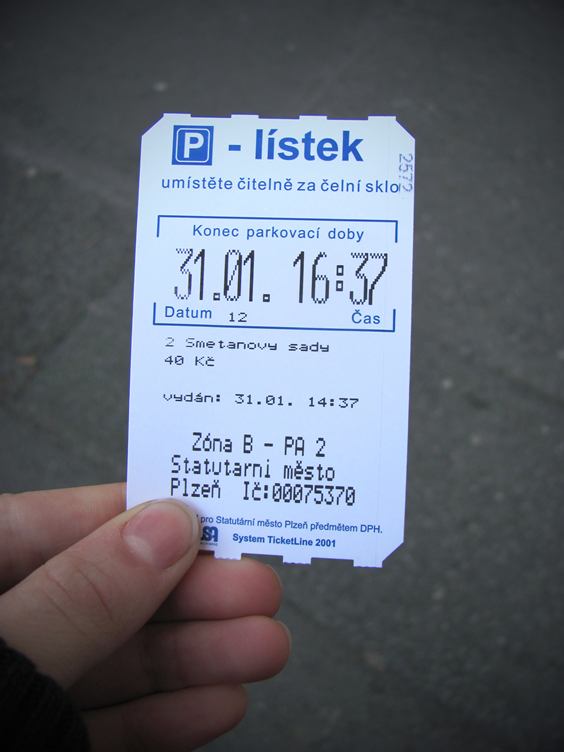 P - lístek
umístěte čitelně za čelní sklo
2572
Konec parkovací doby
31.01. 16:37
Datum 12 Čas
2 Smetanovy sady
40 Kč
vydán: 31.01. 14:37
Zóna B - PA 2
Statutarni město
Plzeň Ič:00075370
pro Statutární město Plzeň předmětem DPH.
System TicketLine 2001